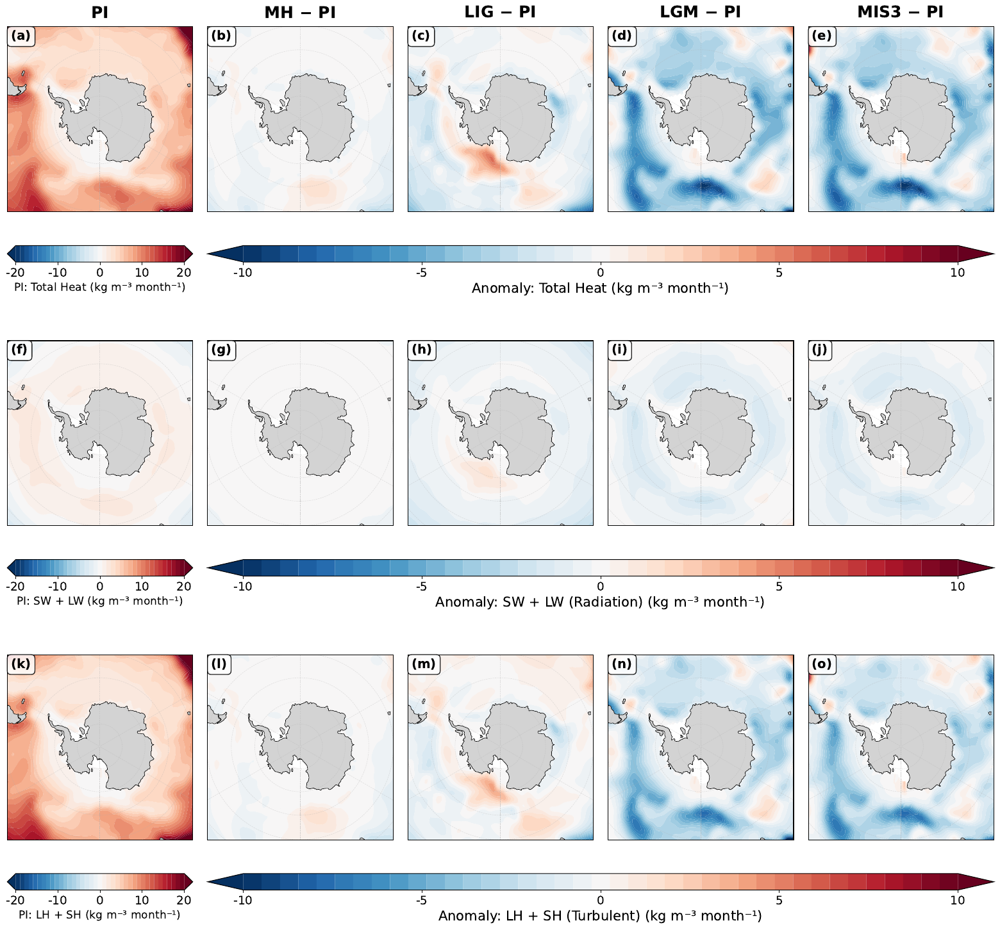 PI MH − PI LIG − PI LGM − PI MIS3 − PI
(a) (b) (c) (d) (e)
-20 -10 0 10 20 -10 -5 0 5 10
PI: Total Heat (kg m⁻³ month⁻¹) Anomaly: Total Heat (kg m⁻³ month⁻¹)
(f) (g) (h) (i) (j)
-20 -10 0 10 20 -10 -5 0 5 10
PI: SW + LW (kg m⁻³ month⁻¹) Anomaly: SW + LW (Radiation) (kg m⁻³ month⁻¹)
(k) (l) (m) (n) (o)
-20 -10 0 10 20 -10 -5 0 5 10
PI: LH + SH (kg m⁻³ month⁻¹) Anomaly: LH + SH (Turbulent) (kg m⁻³ month⁻¹)